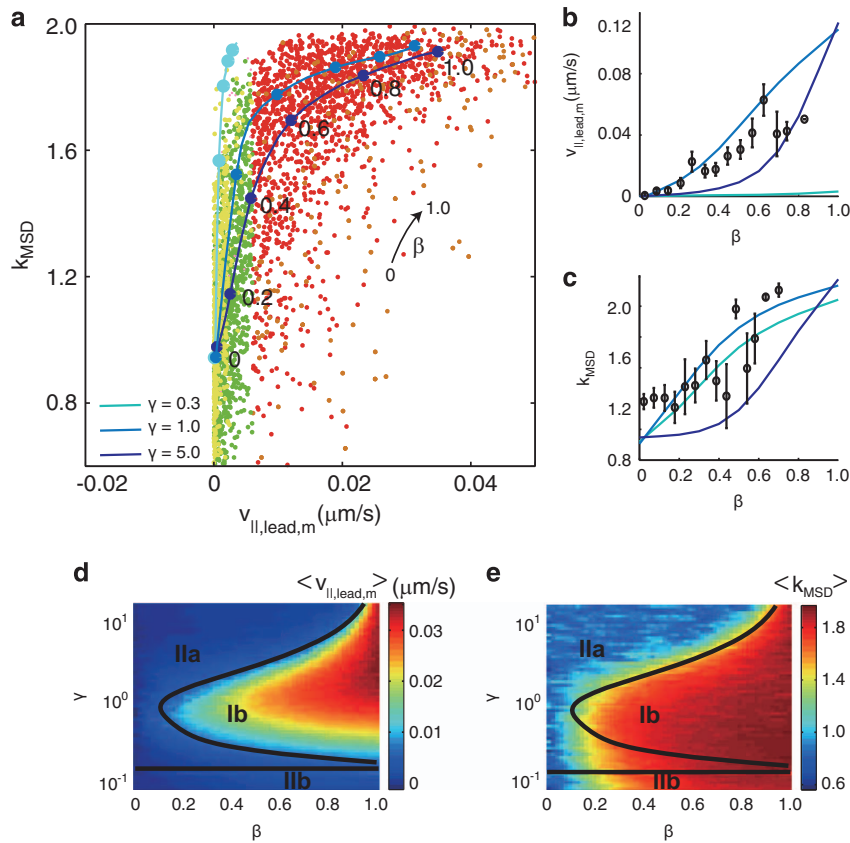 a
2.0
1.6
1.2
0.8
k_MSD
1.0
0.8
0.6
0.4
0.2
0
1.0
β
0
γ = 0.3
γ = 1.0
γ = 5.0
-0.02 0 0.02 0.04
v_||,lead,m (μm/s)
b
0.12
0.04
0
v_||,lead,m (μm/s)
0 0.2 0.4 0.6 0.8 1.0
β
c
2.0
1.6
1.2
0.8
k_MSD
0 0.2 0.4 0.6 0.8 1.0
β
d
<v_||,lead,m> (μm/s)
10^1
10^0
10^-1
γ
IIa
Ib
IIb
0 0.2 0.4 0.6 0.8 1.0
β
0.03
0.02
0.01
0
e
<k_MSD>
10^1
10^0
10^-1
γ
IIa
Ib
IIb
0 0.2 0.4 0.6 0.8 1.0
β
1.8
1.4
1.0
0.6